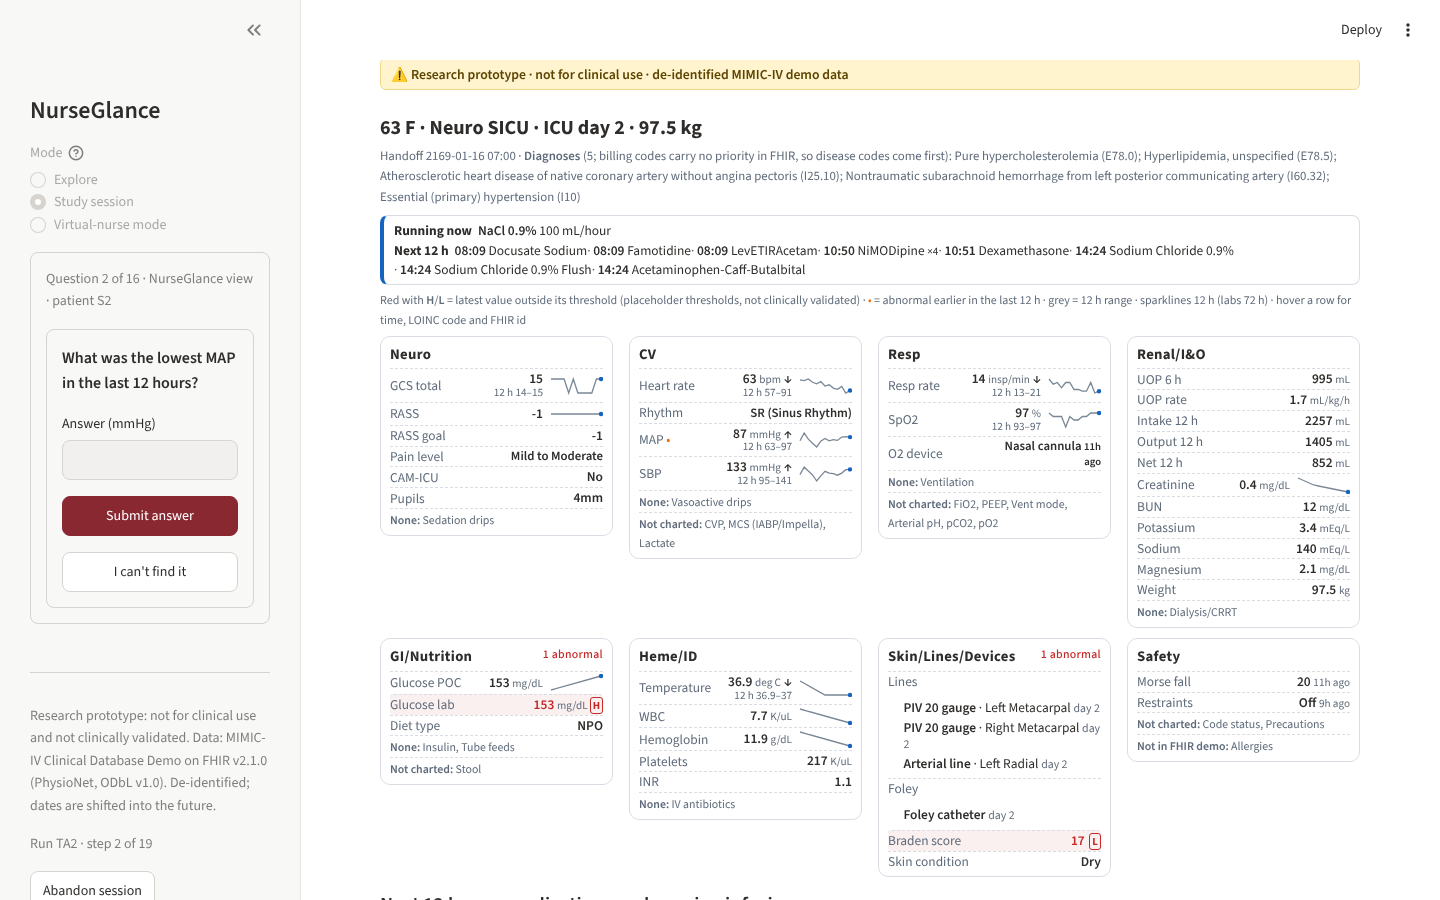 Deploy
NurseGlance
Mode
Explore
Study session
Virtual-nurse mode
Question 2 of 16 · NurseGlance view
· patient S2
What was the lowest MAP
in the last 12 hours?
Answer (mmHg)
Submit answer
I can't find it
Research prototype: not for clinical use
and not clinically validated. Data: MIMIC-
IV Clinical Database Demo on FHIR v2.1.0
(PhysioNet, ODbL v1.0). De-identified;
dates are shifted into the future.
Run TA2 · step 2 of 19
Abandon session
⚠️ Research prototype · not for clinical use · de-identified MIMIC-IV demo data
63 F · Neuro SICU · ICU day 2 · 97.5 kg
Handoff 2169-01-16 07:00 · Diagnoses (5; billing codes carry no priority in FHIR, so disease codes come first): Pure hypercholesterolemia (E78.0); Hyperlipidemia, unspecified (E78.5);
Atherosclerotic heart disease of native coronary artery without angina pectoris (I25.10); Nontraumatic subarachnoid hemorrhage from left posterior communicating artery (I60.32);
Essential (primary) hypertension (I10)
Running now NaCl 0.9% 100 mL/hour
Next 12 h 08:09 Docusate Sodium· 08:09 Famotidine· 08:09 LevETIRAcetam· 10:50 NiMODipine ×4· 10:51 Dexamethasone· 14:24 Sodium Chloride 0.9%
· 14:24 Sodium Chloride 0.9% Flush· 14:24 Acetaminophen-Caff-Butalbital
Red with H/L = latest value outside its threshold (placeholder thresholds, not clinically validated) · • = abnormal earlier in the last 12 h · grey = 12 h range · sparklines 12 h (labs 72 h) · hover a row for
time, LOINC code and FHIR id
Neuro
GCS total 15
12 h 14–15
RASS -1
RASS goal -1
Pain level Mild to Moderate
CAM-ICU No
Pupils 4mm
None: Sedation drips
CV
Heart rate 63 bpm ↓
12 h 57–91
Rhythm SR (Sinus Rhythm)
MAP • 87 mmHg ↑
12 h 63–97
SBP 133 mmHg ↑
12 h 95–141
None: Vasoactive drips
Not charted: CVP, MCS (IABP/Impella),
Lactate
Resp
Resp rate 14 insp/min ↓
12 h 13–21
SpO2 97 %
12 h 93–97
O2 device Nasal cannula 11h
ago
None: Ventilation
Not charted: FiO2, PEEP, Vent mode,
Arterial pH, pCO2, pO2
Renal/I&O
UOP 6 h 995 mL
UOP rate 1.7 mL/kg/h
Intake 12 h 2257 mL
Output 12 h 1405 mL
Net 12 h 852 mL
Creatinine 0.4 mg/dL
BUN 12 mg/dL
Potassium 3.4 mEq/L
Sodium 140 mEq/L
Magnesium 2.1 mg/dL
Weight 97.5 kg
None: Dialysis/CRRT
GI/Nutrition 1 abnormal
Glucose POC 153 mg/dL
Glucose lab 153 mg/dL H
Diet type NPO
None: Insulin, Tube feeds
Not charted: Stool
Heme/ID
Temperature 36.9 deg C ↓
12 h 36.9–37
WBC 7.7 K/uL
Hemoglobin 11.9 g/dL
Platelets 217 K/uL
INR 1.1
None: IV antibiotics
Skin/Lines/Devices 1 abnormal
Lines
PIV 20 gauge · Left Metacarpal day 2
PIV 20 gauge · Right Metacarpal day
2
Arterial line · Left Radial day 2
Foley
Foley catheter day 2
Braden score 17 L
Skin condition Dry
Safety
Morse fall 20 11h ago
Restraints Off 9h ago
Not charted: Code status, Precautions
Not in FHIR demo: Allergies